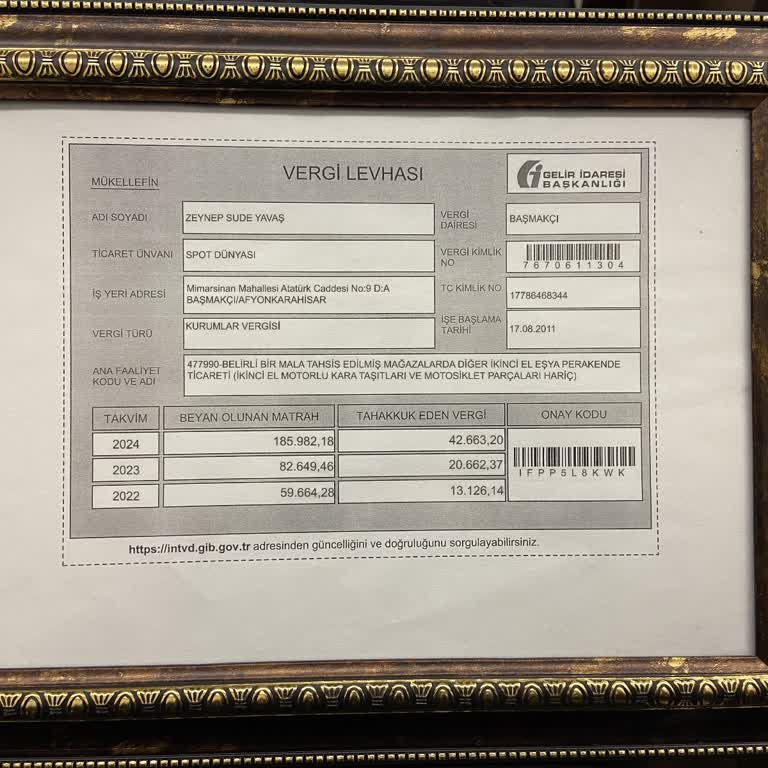 VERGİ LEVHASI
GELİR İDARESİ
BAŞKANLIĞI
MÜKELLEFİN
ADI SOYADI
ZEYNEP SUDE YAVAŞ
VERGİ
DAİRESİ
BAŞMAKÇI
TİCARET ÜNVANI
SPOT DÜNYASI
VERGİ KİMLİK
NO
7670611304
İŞ YERİ ADRESİ
Mimarsinan Mahallesi Atatürk Caddesi No:9 D:A
BAŞMAKÇI/AFYONKARAHİSAR
TC KİMLİK NO
17786468344
VERGİ TÜRÜ
KURUMLAR VERGİSİ
İŞE BAŞLAMA
TARİHİ
17.08.2011
ANA FAALİYET
KODU VE ADI
477990-BELİRLİ BİR MALA TAHSİS EDİLMİŞ MAĞAZALARDA DİĞER İKİNCİ EL EŞYA PERAKENDE
TİCARETİ (İKİNCİ EL MOTORLU KARA TAŞITLARI VE MOTOSİKLET PARÇALARI HARİÇ)
TAKVİM BEYAN OLUNAN MATRAH TAHAKKUK EDEN VERGİ ONAY KODU
2024 185.982,18 42.663,20
2023 82.649,46 20.662,37
IFPP5L8KWK
2022 59.664,28 13.126,14
https://intvd.gib.gov.tr adresinden güncelliğini ve doğruluğunu sorgulayabilirsiniz.